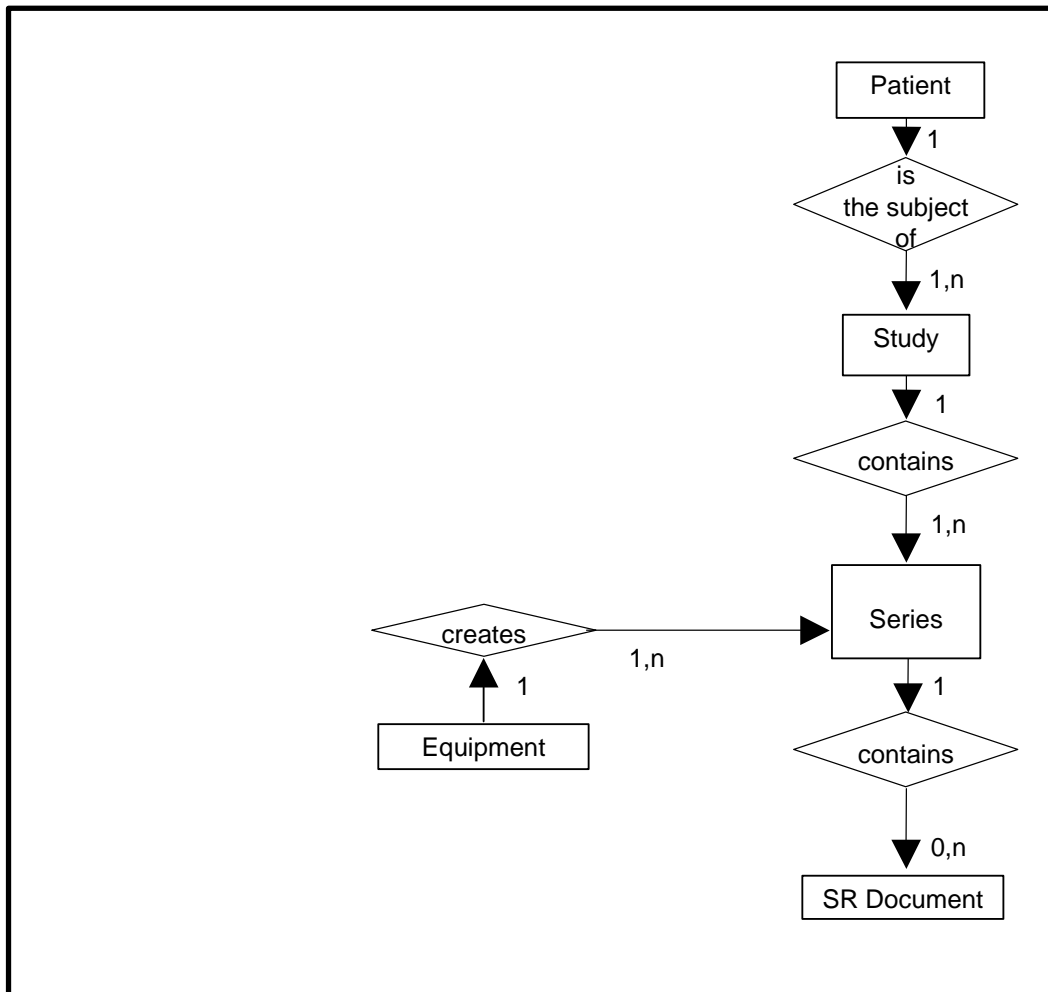 Patient
1
is
the subject
of
1,n
Study
1
contains
1,n
Series
creates
1,n
1
1
Equipment
contains
0,n
SR Document